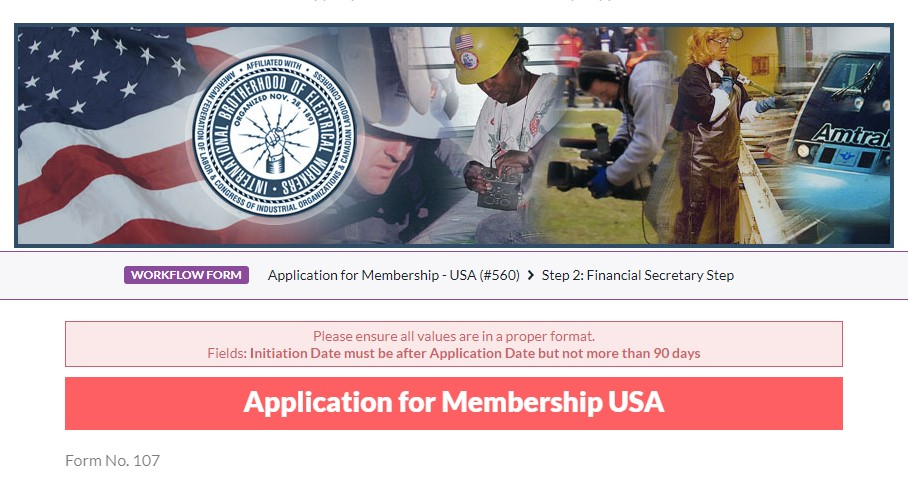 • AFFILIATED WITH •
AMERICAN FEDERATION OF LABOR & CONGRESS OF INDUSTRIAL ORGANIZATIONS & CANADIAN LABOUR CONGRESS
INTERNATIONAL BROTHERHOOD OF ELECTRICAL WORKERS •
ORGANIZED NOV. 28, 1891
Amtra
WORKFLOW FORM Application for Membership - USA (#560) > Step 2: Financial Secretary Step
Please ensure all values are in a proper format.
Fields: Initiation Date must be after Application Date but not more than 90 days
Application for Membership USA
Form No. 107